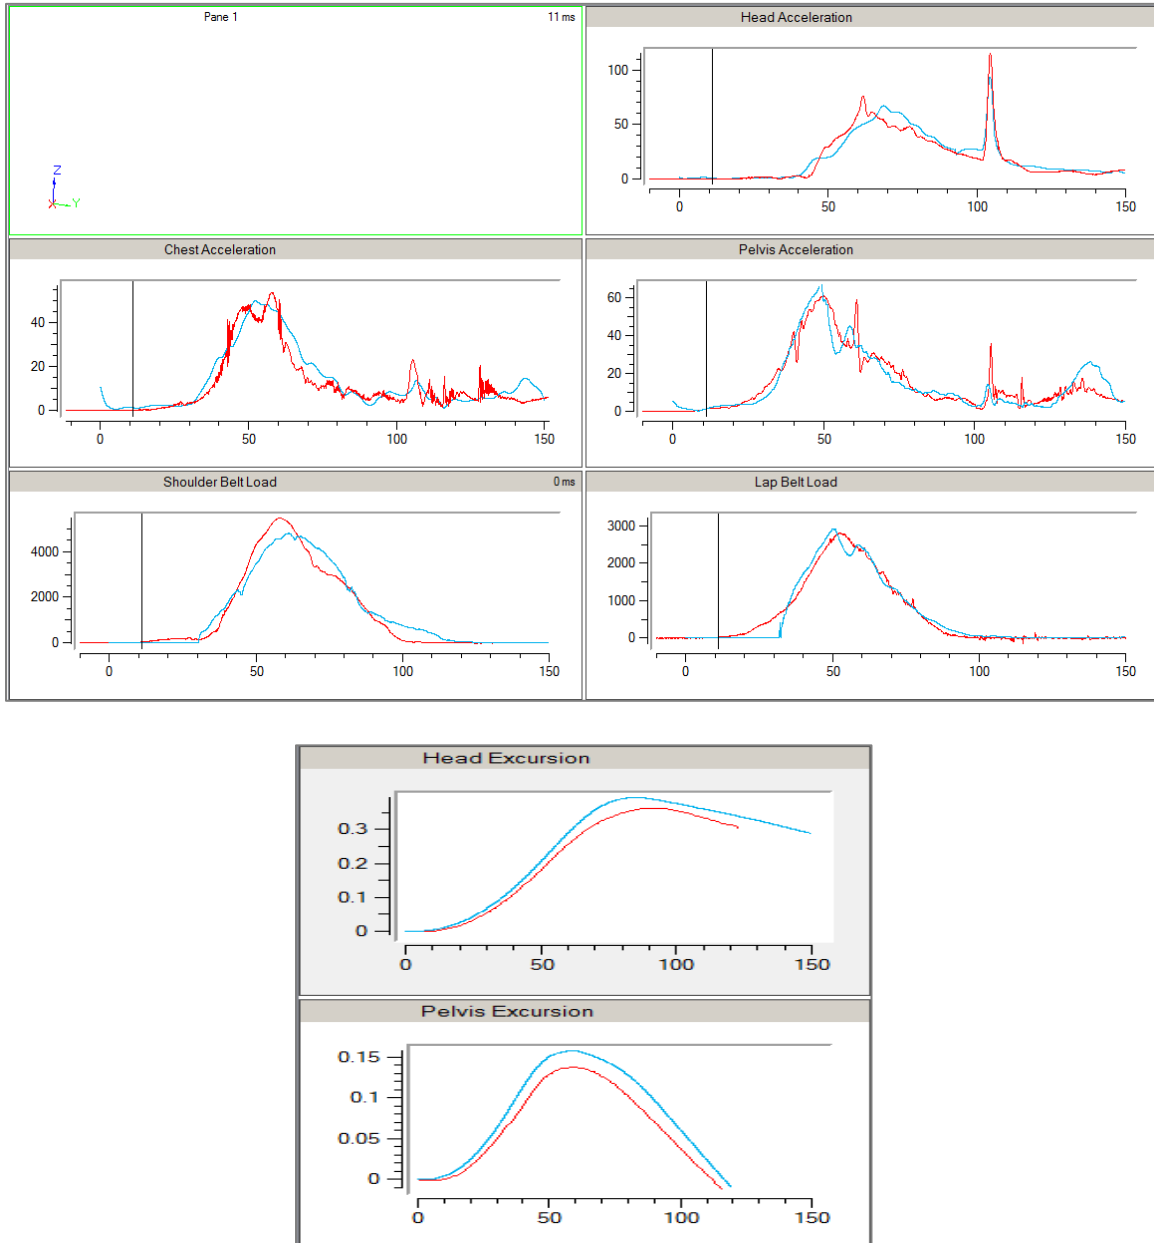 Pane 1
11 ms
Z
X
Y
Head Acceleration
100
50
0
0 50 100 150
Chest Acceleration
40
20
0
0 50 100 150
Pelvis Acceleration
60
40
20
0
0 50 100 150
Shoulder Belt Load
0 ms
4000
2000
0
0 50 100 150
Lap Belt Load
3000
2000
1000
0
0 50 100 150
Head Excursion
0.3
0.2
0.1
0
0 50 100 150
Pelvis Excursion
0.15
0.1
0.05
0
0 50 100 150